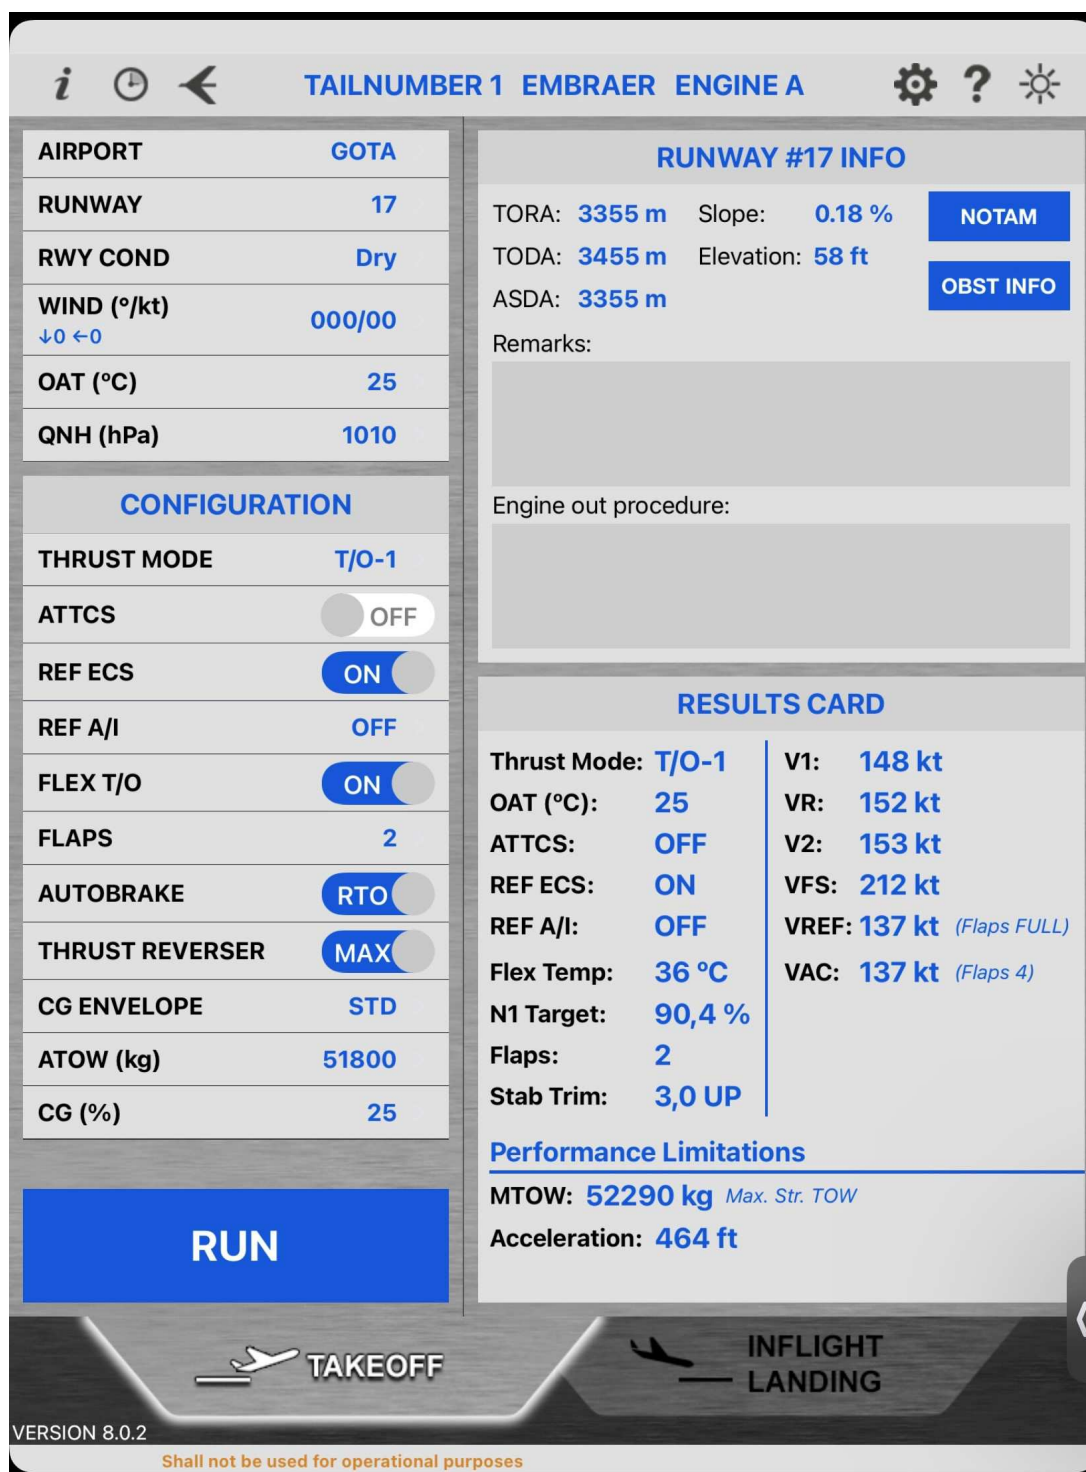 TAILNUMBER 1 EMBRAER ENGINE A
AIRPORT GOTA
RUNWAY 17
RWY COND Dry
WIND (º/kt) 000/00
↓0 ←0
OAT (ºC) 25
QNH (hPa) 1010
CONFIGURATION
THRUST MODE T/O-1
ATTCS OFF
REF ECS ON
REF A/I OFF
FLEX T/O ON
FLAPS 2
AUTOBRAKE RTO
THRUST REVERSER MAX
CG ENVELOPE STD
ATOW (kg) 51800
CG (%) 25
RUN
RUNWAY #17 INFO
TORA: 3355 m Slope: 0.18 % NOTAM
TODA: 3455 m Elevation: 58 ft
ASDA: 3355 m OBST INFO
Remarks:
Engine out procedure:
RESULTS CARD
Thrust Mode: T/O-1 V1: 148 kt
OAT (ºC): 25 VR: 152 kt
ATTCS: OFF V2: 153 kt
REF ECS: ON VFS: 212 kt
REF A/I: OFF VREF: 137 kt (Flaps FULL)
Flex Temp: 36 ºC VAC: 137 kt (Flaps 4)
N1 Target: 90,4 %
Flaps: 2
Stab Trim: 3,0 UP
Performance Limitations
MTOW: 52290 kg Max. Str. TOW
Acceleration: 464 ft
TAKEOFF
INFLIGHT
LANDING
VERSION 8.0.2
Shall not be used for operational purposes